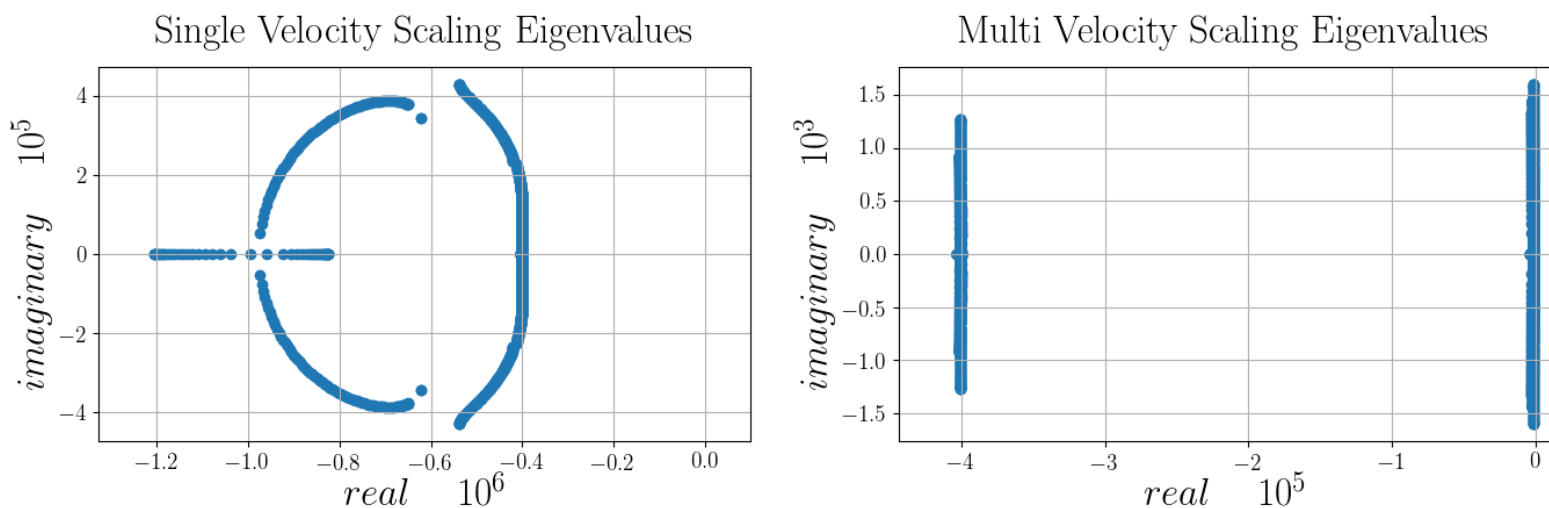 Single Velocity Scaling Eigenvalues
4
2
0
−2
−4
imaginary 10^5
−1.2 −1.0 −0.8 −0.6 −0.4 −0.2 0.0
real 10^6
Multi Velocity Scaling Eigenvalues
1.5
1.0
0.5
0.0
−0.5
−1.0
−1.5
imaginary 10^3
−4 −3 −2 −1 0
real 10^5